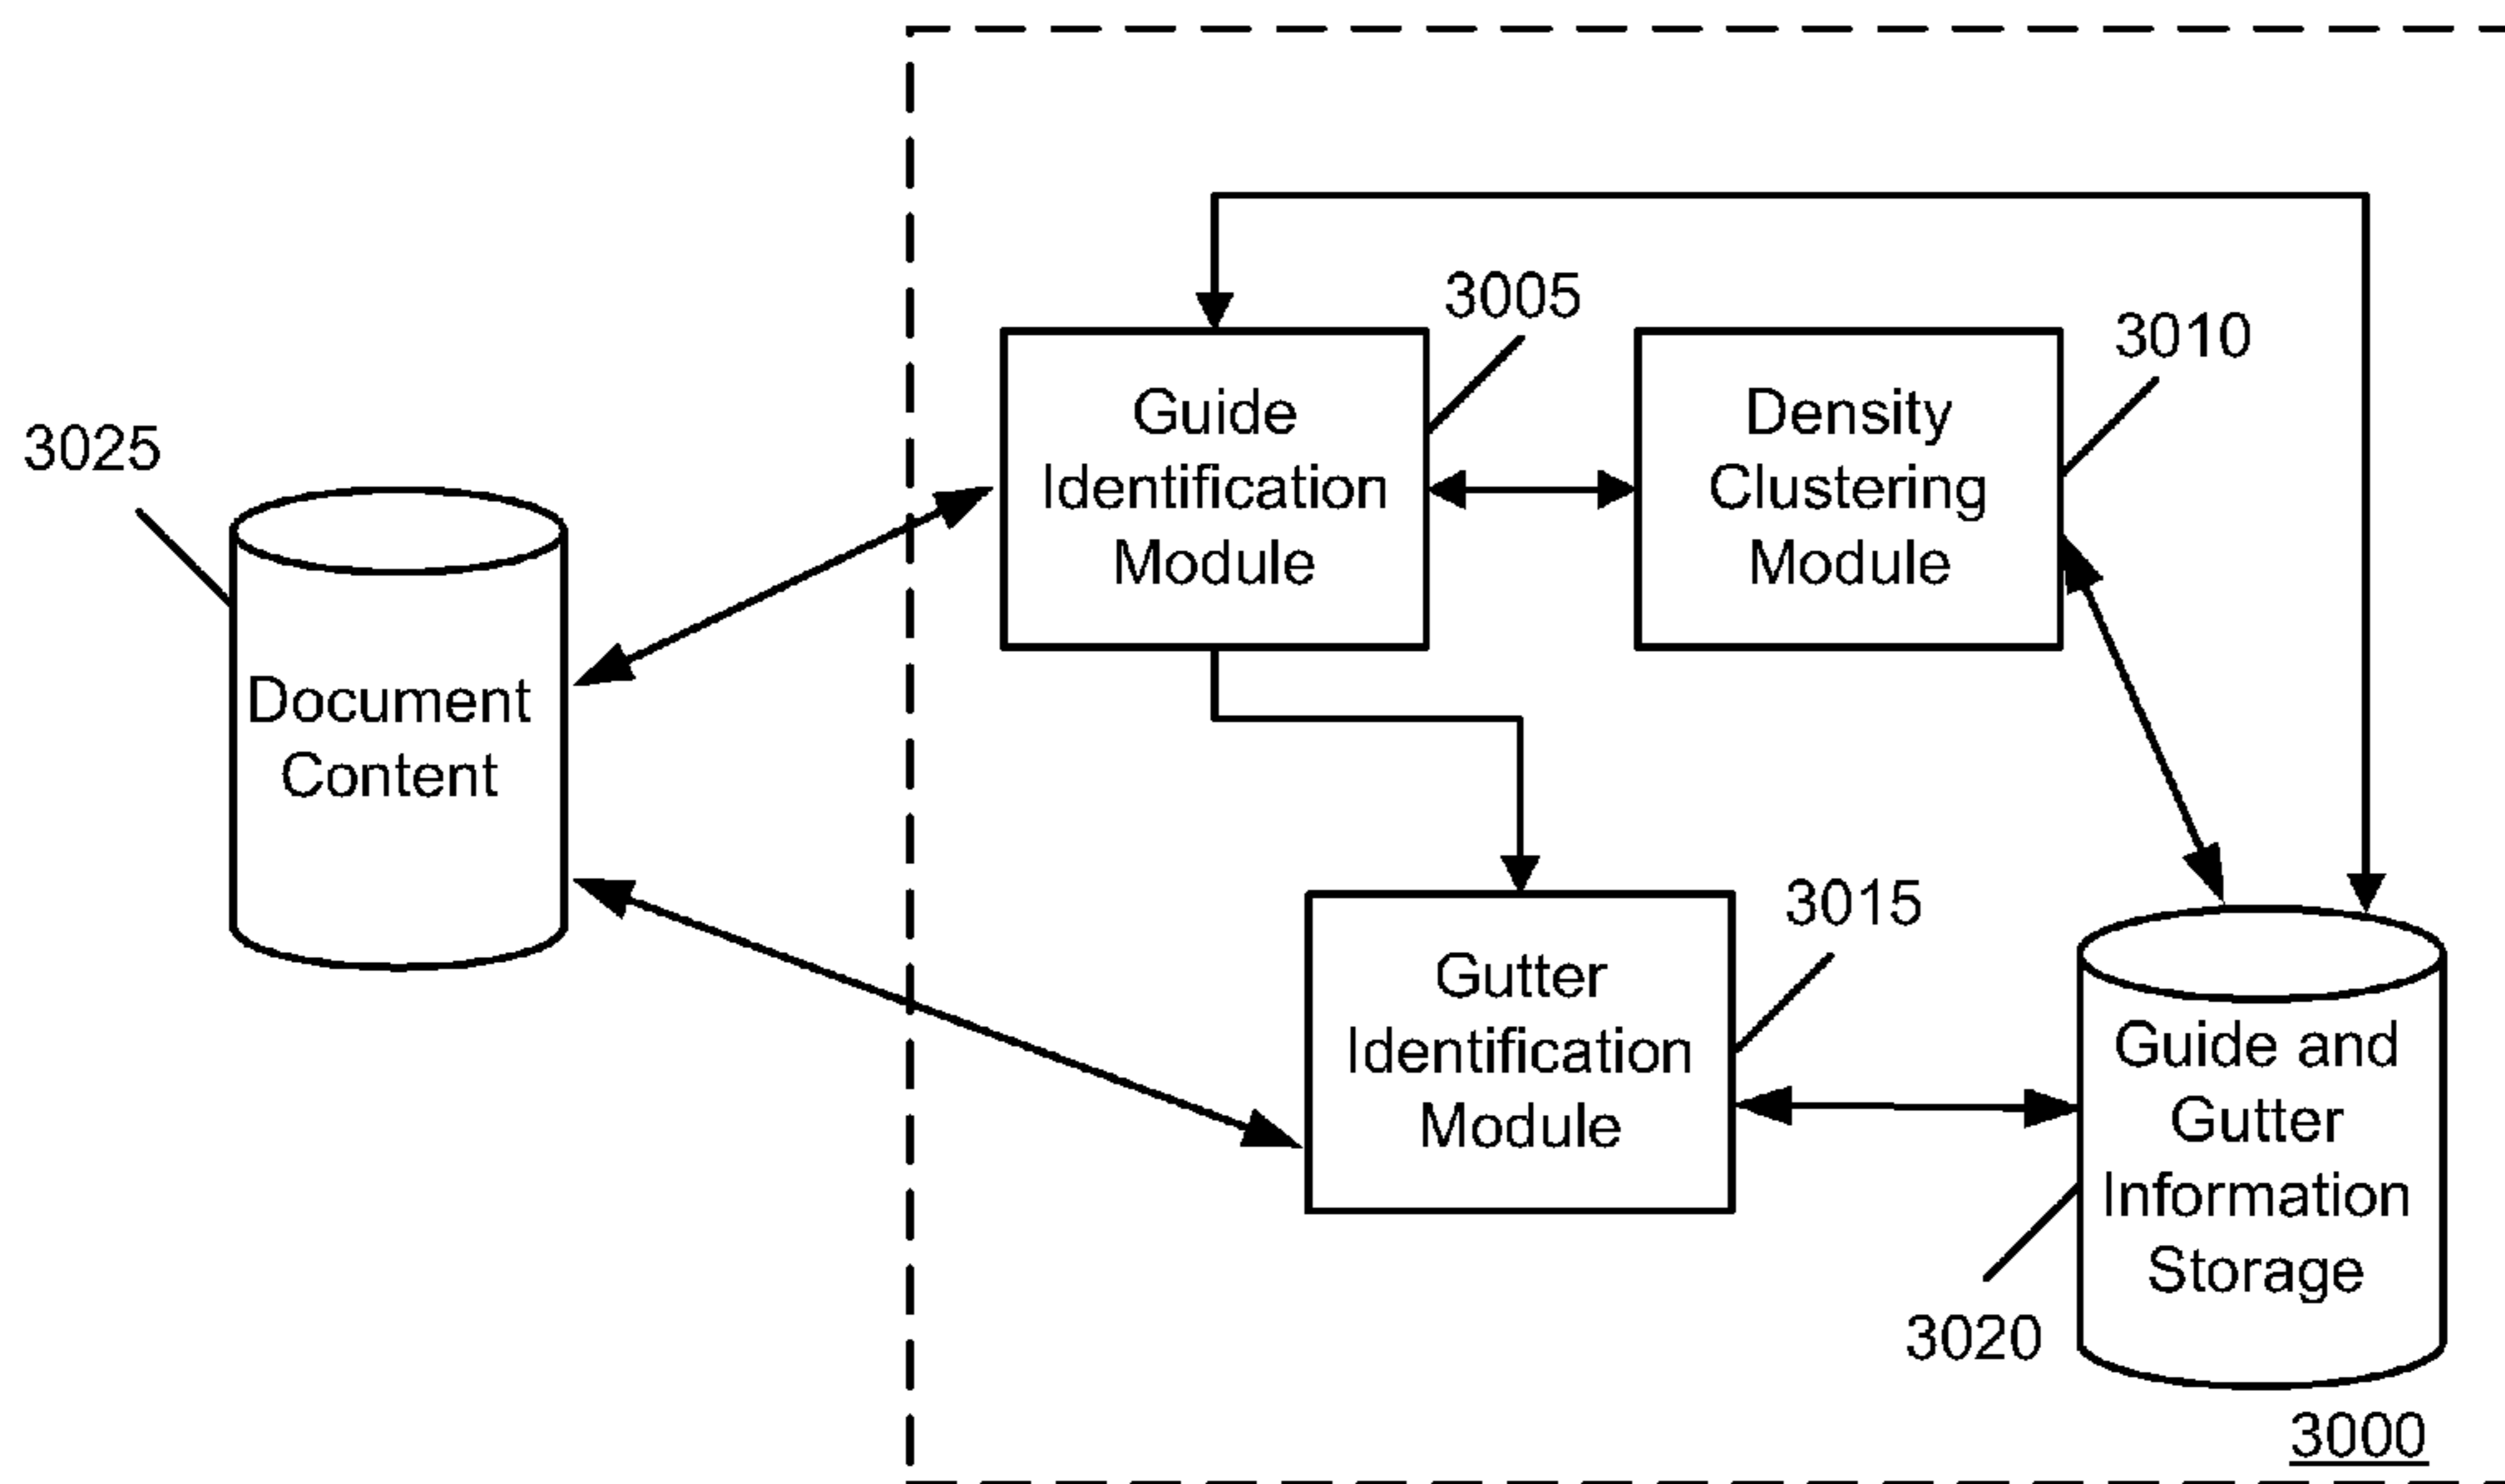 3005
3010
Guide
Identification
Module
Density
Clustering
Module
3025
Document
Content
3015
Gutter
Identification
Module
Guide and
Gutter
Information
Storage
3020
3000